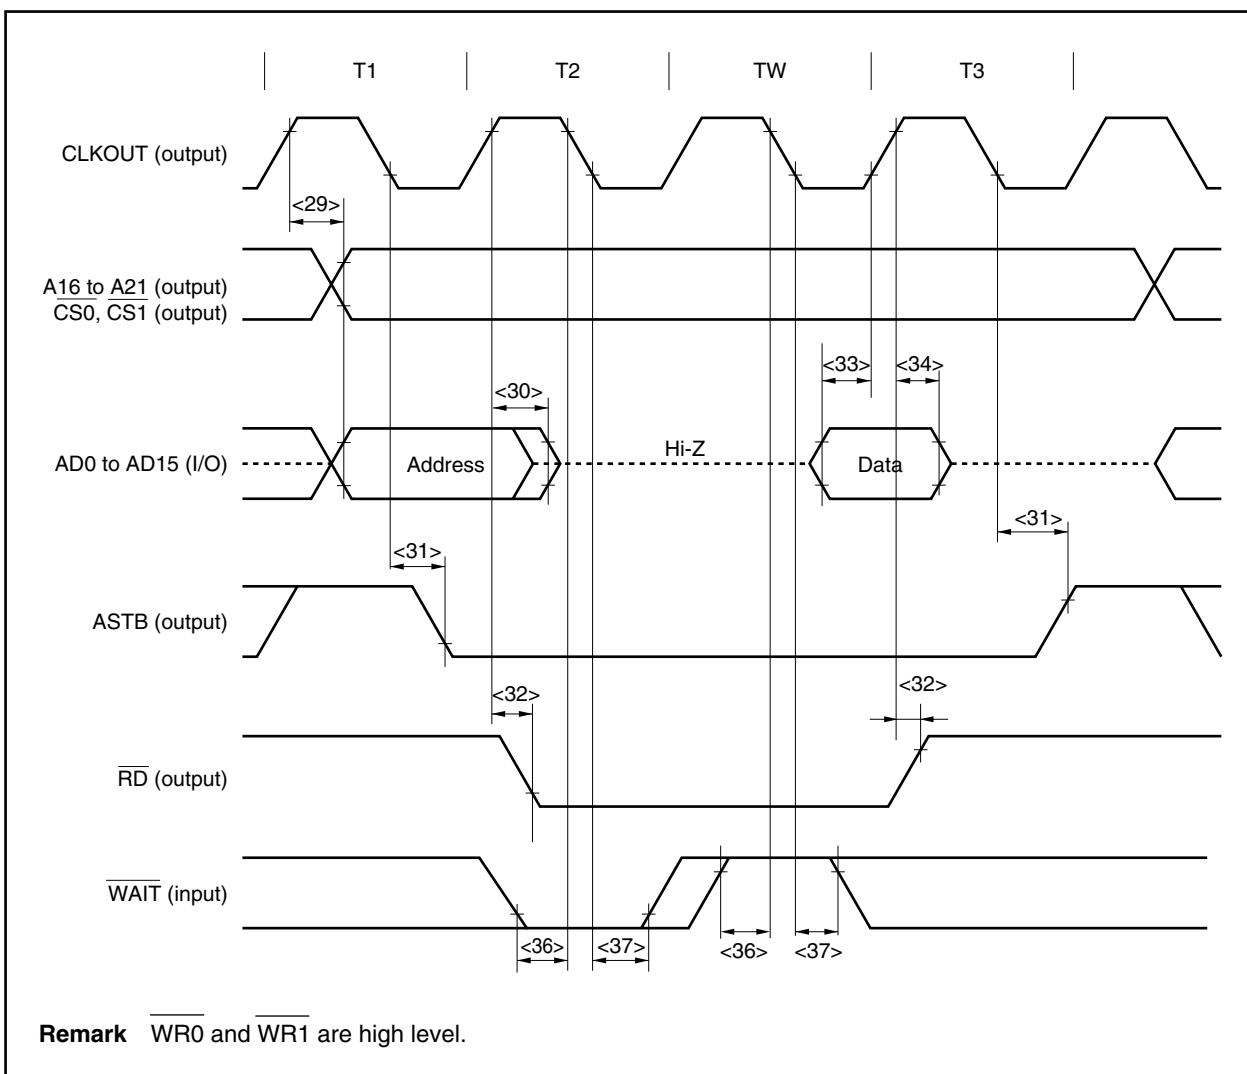 T1 T2 TW T3
CLKOUT (output)
<29>
A16 to A21 (output)
CS0, CS1 (output)
<33> <34>
<30>
AD0 to AD15 (I/O) Address Hi-Z Data
<31>
<31>
ASTB (output)
<32>
<32>
RD (output)
WAIT (input)
<36> <37> <36> <37>
Remark WR0 and WR1 are high level.